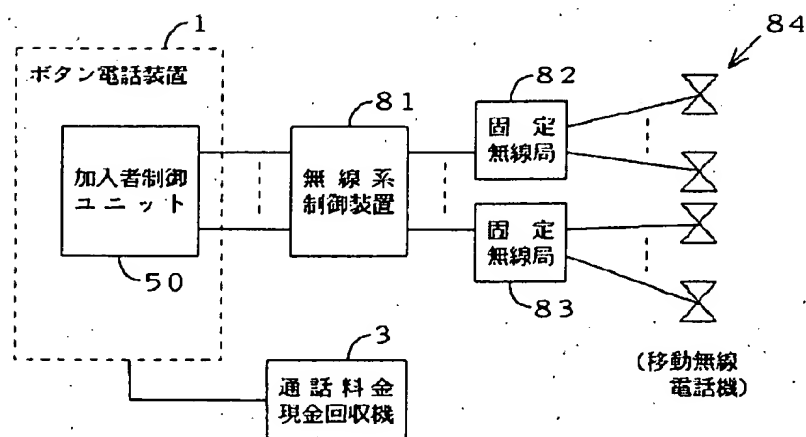 1
ボタン電話装置
加入者制御
ユニット
50
81
無線系
制御装置
82
固定
無線局
固定
無線局
83
84
(移動無線
電話機)
3
通話料金
現金回収機